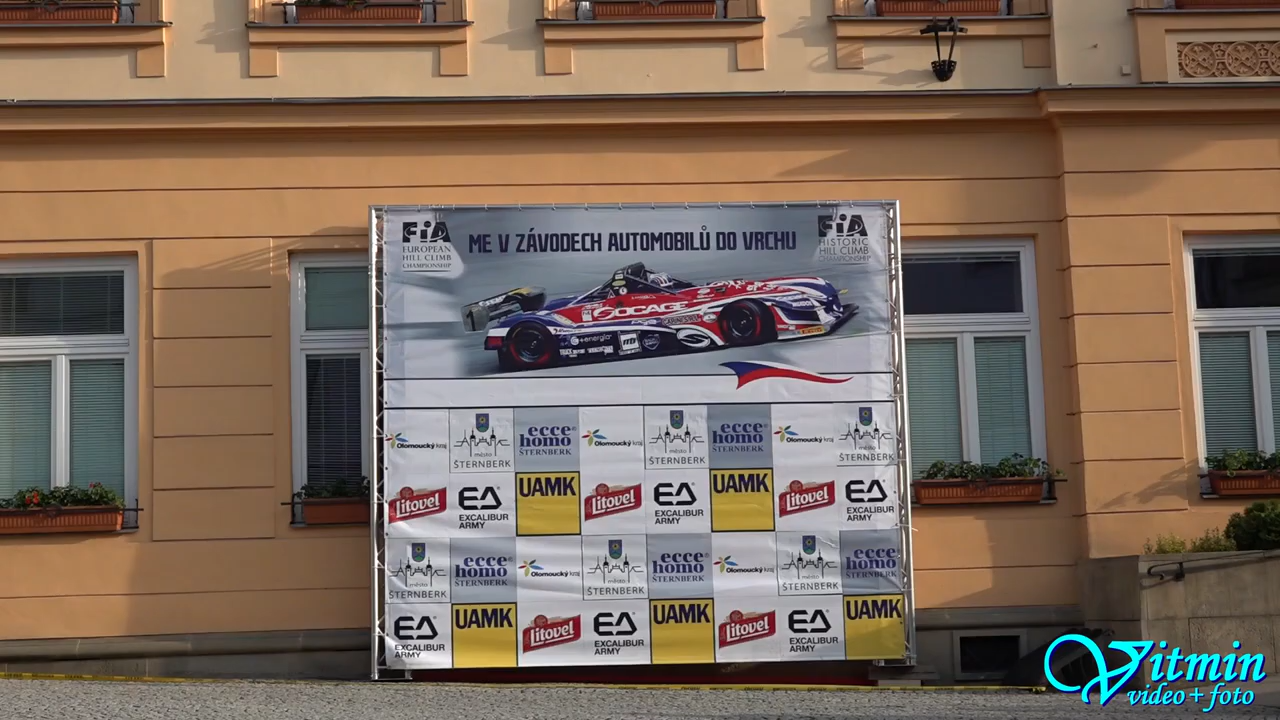 FIA
EUROPEAN
HILL CLIMB
CHAMPIONSHIP
ME V ZÁVODECH AUTOMOBILŮ DO VRCHU
FIA
HISTORIC
HILL CLIMB
CHAMPIONSHIP
SOCAGE
+energia
Olomoucký kraj
město
ŠTERNBERK
ecce
homo
ŠTERNBERK
Olomoucký kraj
město
ŠTERNBERK
ecce
homo
ŠTERNBERK
Olomoucký kraj
město
ŠTERNBERK
Litovel
EA
EXCALIBUR
ARMY
UAMK
Litovel
EA
EXCALIBUR
ARMY
UAMK
Litovel
EA
EXCALIBUR
ARMY
město
ŠTERNBERK
ecce
homo
ŠTERNBERK
Olomoucký kraj
město
ŠTERNBERK
ecce
homo
ŠTERNBERK
Olomoucký kraj
město
ŠTERNBERK
ecce
homo
ŠTERNBERK
EA
EXCALIBUR
ARMY
UAMK
Litovel
EA
EXCALIBUR
ARMY
UAMK
Litovel
EA
EXCALIBUR
ARMY
UAMK
Vitmin
video+foto